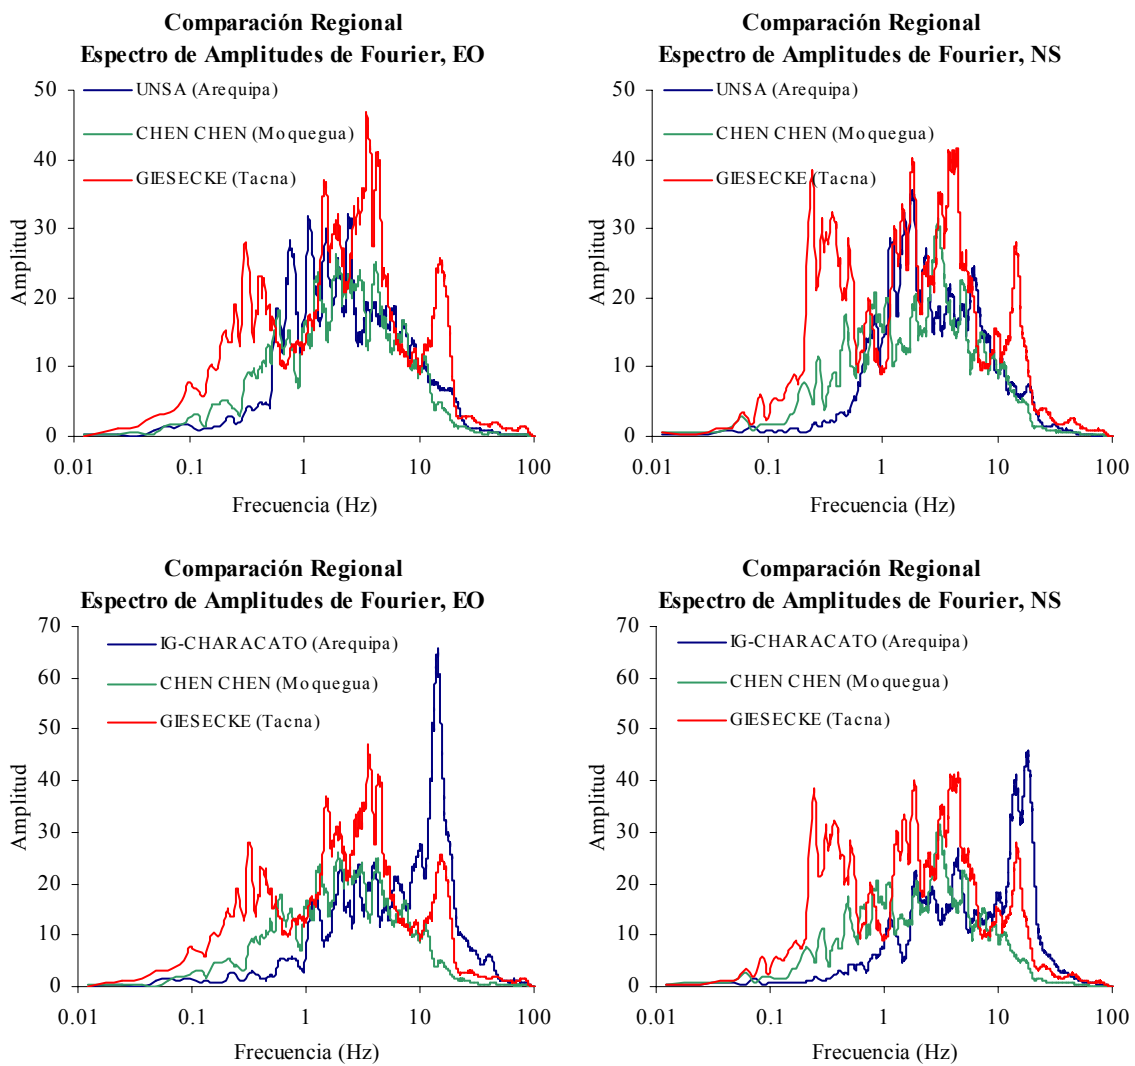 Comparación Regional
Espectro de Amplitudes de Fourier, EO
50
40
30
20
10
0
Amplitud
UNSA (Arequipa)
CHEN CHEN (Moquegua)
GIESECKE (Tacna)
0.01 0.1 1 10 100
Frecuencia (Hz)
Comparación Regional
Espectro de Amplitudes de Fourier, NS
50
40
30
20
10
0
Amplitud
UNSA (Arequipa)
CHEN CHEN (Moquegua)
GIESECKE (Tacna)
0.01 0.1 1 10 100
Frecuencia (Hz)
Comparación Regional
Espectro de Amplitudes de Fourier, EO
70
60
50
40
30
20
10
0
Amplitud
IG-CHARACATO (Arequipa)
CHEN CHEN (Moquegua)
GIESECKE (Tacna)
0.01 0.1 1 10 100
Frecuencia (Hz)
Comparación Regional
Espectro de Amplitudes de Fourier, NS
70
60
50
40
30
20
10
0
Amplitud
IG-CHARACATO (Arequipa)
CHEN CHEN (Moquegua)
GIESECKE (Tacna)
0.01 0.1 1 10 100
Frecuencia (Hz)